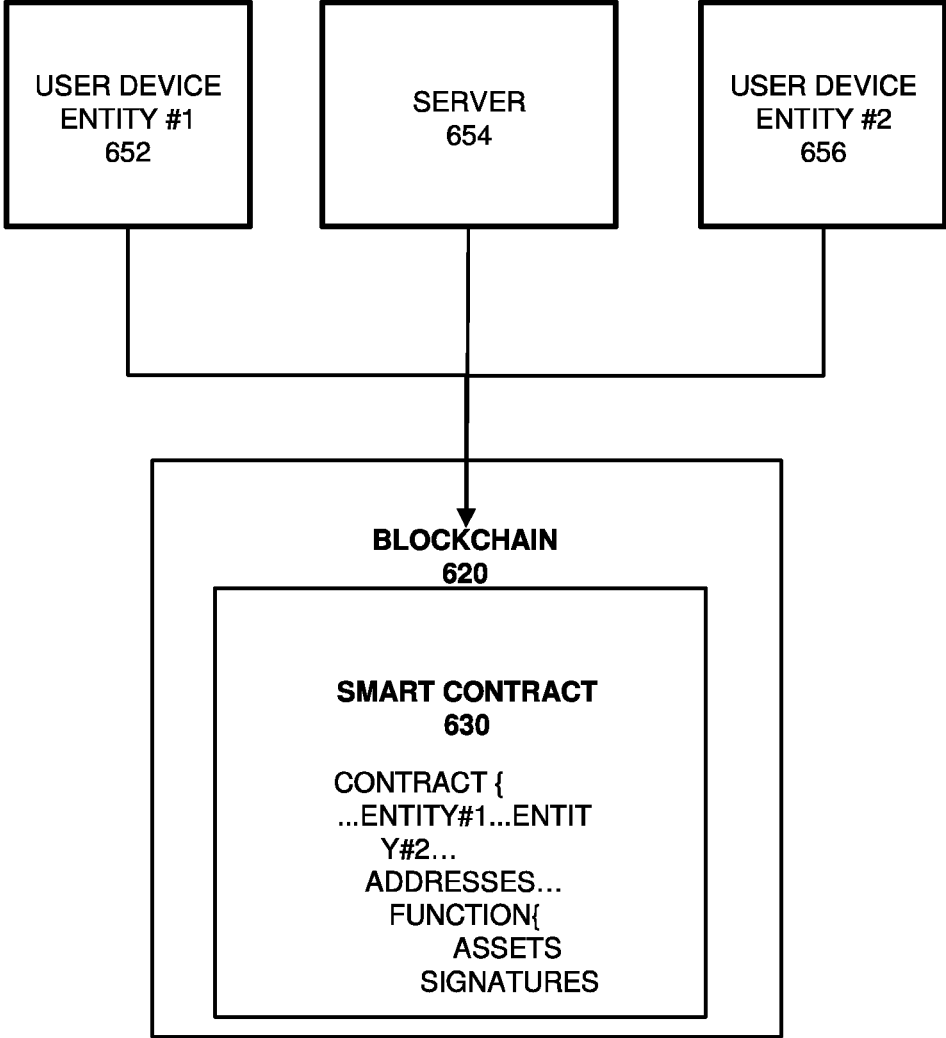 USER DEVICE
ENTITY #1
652
SERVER
654
USER DEVICE
ENTITY #2
656
BLOCKCHAIN
620
SMART CONTRACT
630
CONTRACT {
...ENTITY#1...ENTIT
Y#2...
ADDRESSES...
FUNCTION{
ASSETS
SIGNATURES